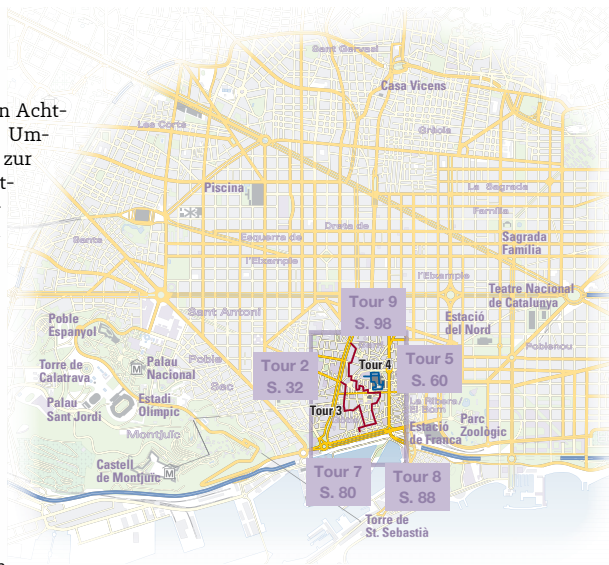 n Acht-
Um-
zur
t-
Sant Gervasi
Casa Vicens
Les Corts
Gràcia
Piscina
La Sagrada
Família
Sagrada
Família
Dreta de
Esquerra de
l'Eixample
l'Eixample
Sants
Teatre Nacional
de Catalunya
Tour 9
S. 98
Sant Antoni
Estació
del Nord
Poblenou
Poble
Espanyol
Poble
Sec
Palau
Nacional
Torre de
Calatrava
Tour 2
S. 32
Tour 4
Tour 5
S. 60
Palau
Sant Jordi
Estadi
Olímpic
Tour 3
La Ribera/
El Born
Parc
Zoològic
Estació
de França
Montjuïc
Castell
de Montjuïc
Tour 7
S. 80
Tour 8
S. 88
Torre de
St. Sebastià